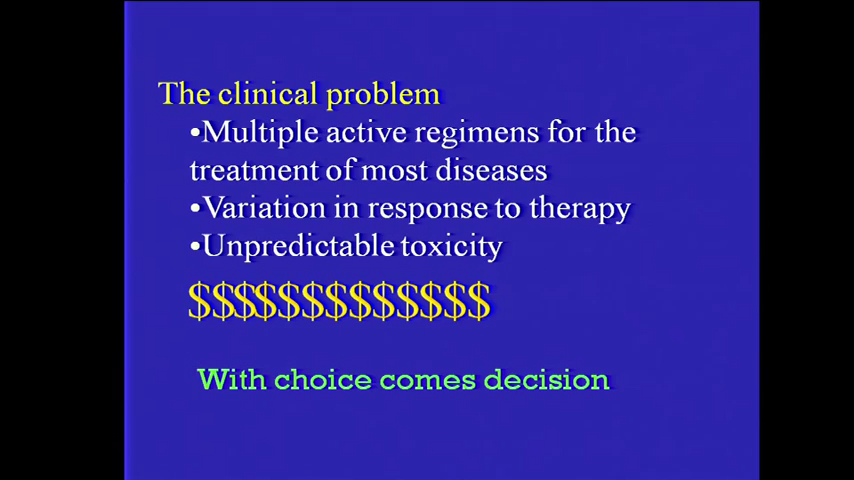 The clinical problem
•Multiple active regimens for the
treatment of most diseases
•Variation in response to therapy
•Unpredictable toxicity
$$$$$$$$$$$$$
With choice comes decision